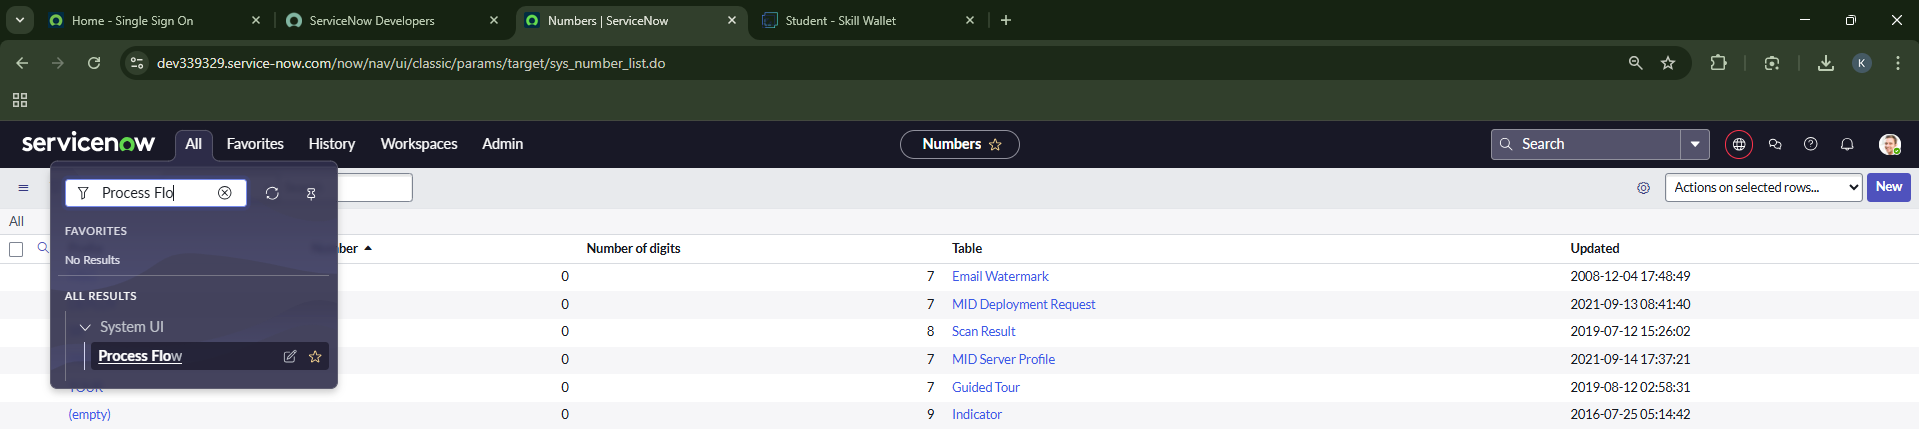 Home - Single Sign On
ServiceNow Developers
Numbers | ServiceNow
Student - Skill Wallet
dev339329.service-now.com/now/nav/ui/classic/params/target/sys_number_list.do
K
servicenow
All
Favorites
History
Workspaces
Admin
Numbers
Search
Process Flo
Actions on selected rows...
New
All
FAVORITES
No Results
ALL RESULTS
System UI
Process Flow
Number of digits
Table
Updated
0 7 Email Watermark 2008-12-04 17:48:49
0 7 MID Deployment Request 2021-09-13 08:41:40
0 8 Scan Result 2019-07-12 15:26:02
0 7 MID Server Profile 2021-09-14 17:37:21
0 7 Guided Tour 2019-08-12 02:58:31
(empty) 0 9 Indicator 2016-07-25 05:14:42